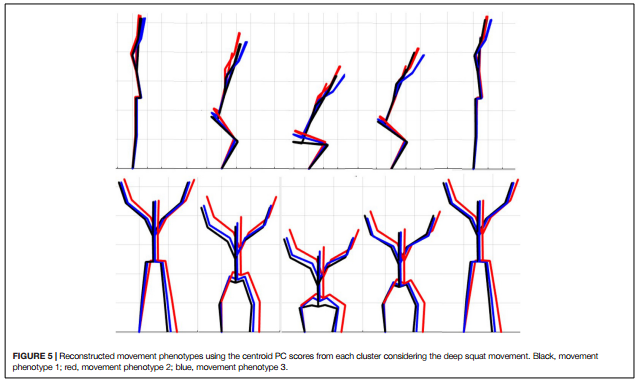 FIGURE 5 | Reconstructed movement phenotypes using the centroid PC scores from each cluster considering the deep squat movement. Black, movement
phenotype 1; red, movement phenotype 2; blue, movement phenotype 3.